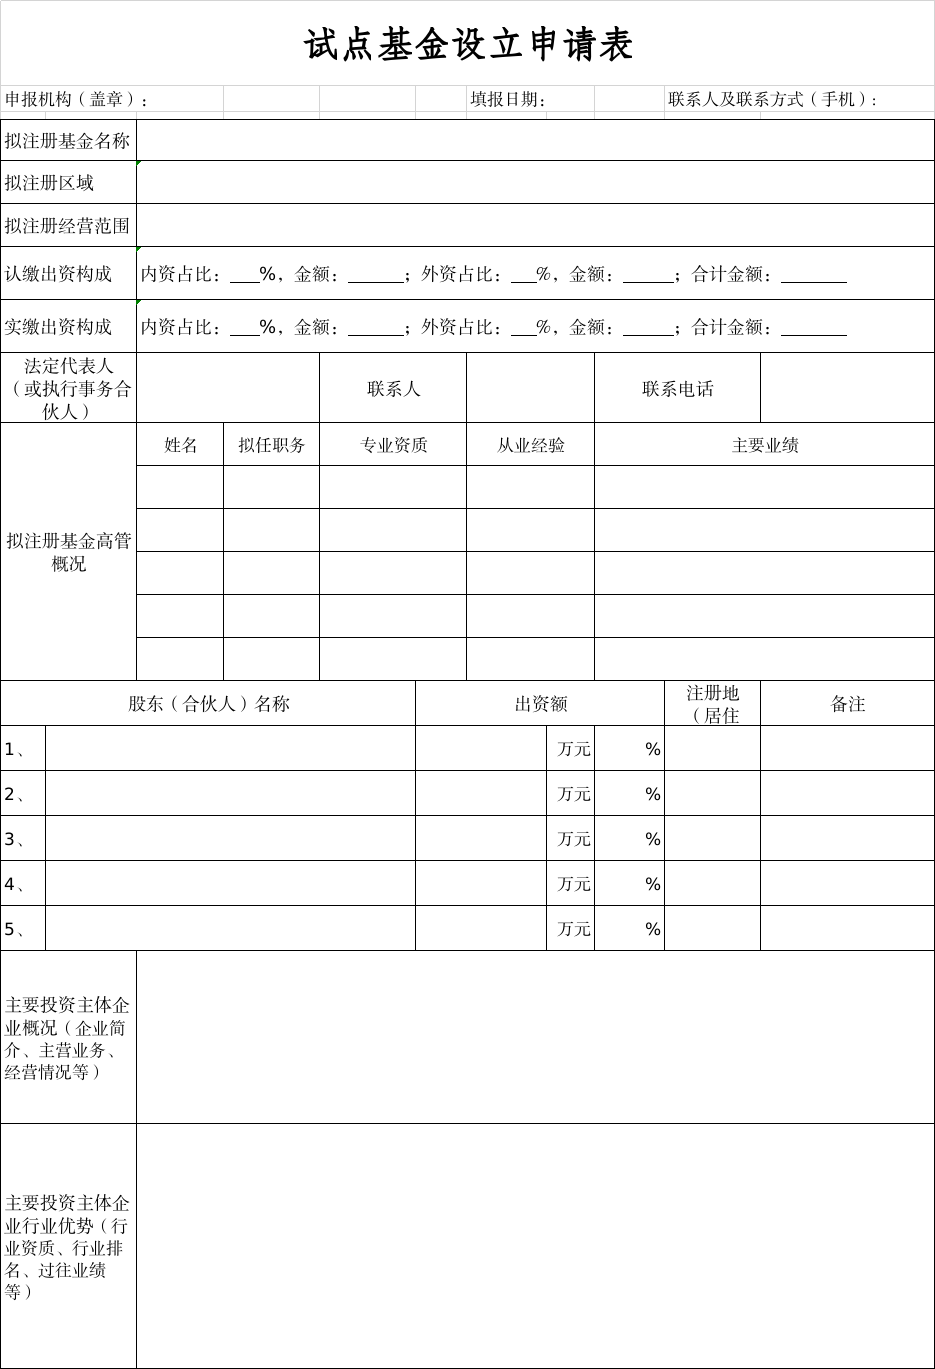 试点基金设立申请表
申报机构（盖章）： 填报日期： 联系人及联系方式（手机）:
拟注册基金名称
拟注册区域
拟注册经营范围
认缴出资构成 内资占比：___%，金额：______；外资占比：___%，金额：______；合计金额：_______
实缴出资构成 内资占比：___%，金额：______；外资占比：___%，金额：______；合计金额：_______
法定代表人
（或执行事务合
伙人）
联系人 联系电话
姓名 拟任职务 专业资质 从业经验 主要业绩
拟注册基金高管
概况
股东（合伙人）名称 出资额 注册地
（居住
备注
1、 万元 %
2、 万元 %
3、 万元 %
4、 万元 %
5、 万元 %
主要投资主体企
业概况（企业简
介、主营业务、
经营情况等）
主要投资主体企
业行业优势（行
业资质、行业排
名、过往业绩
等）